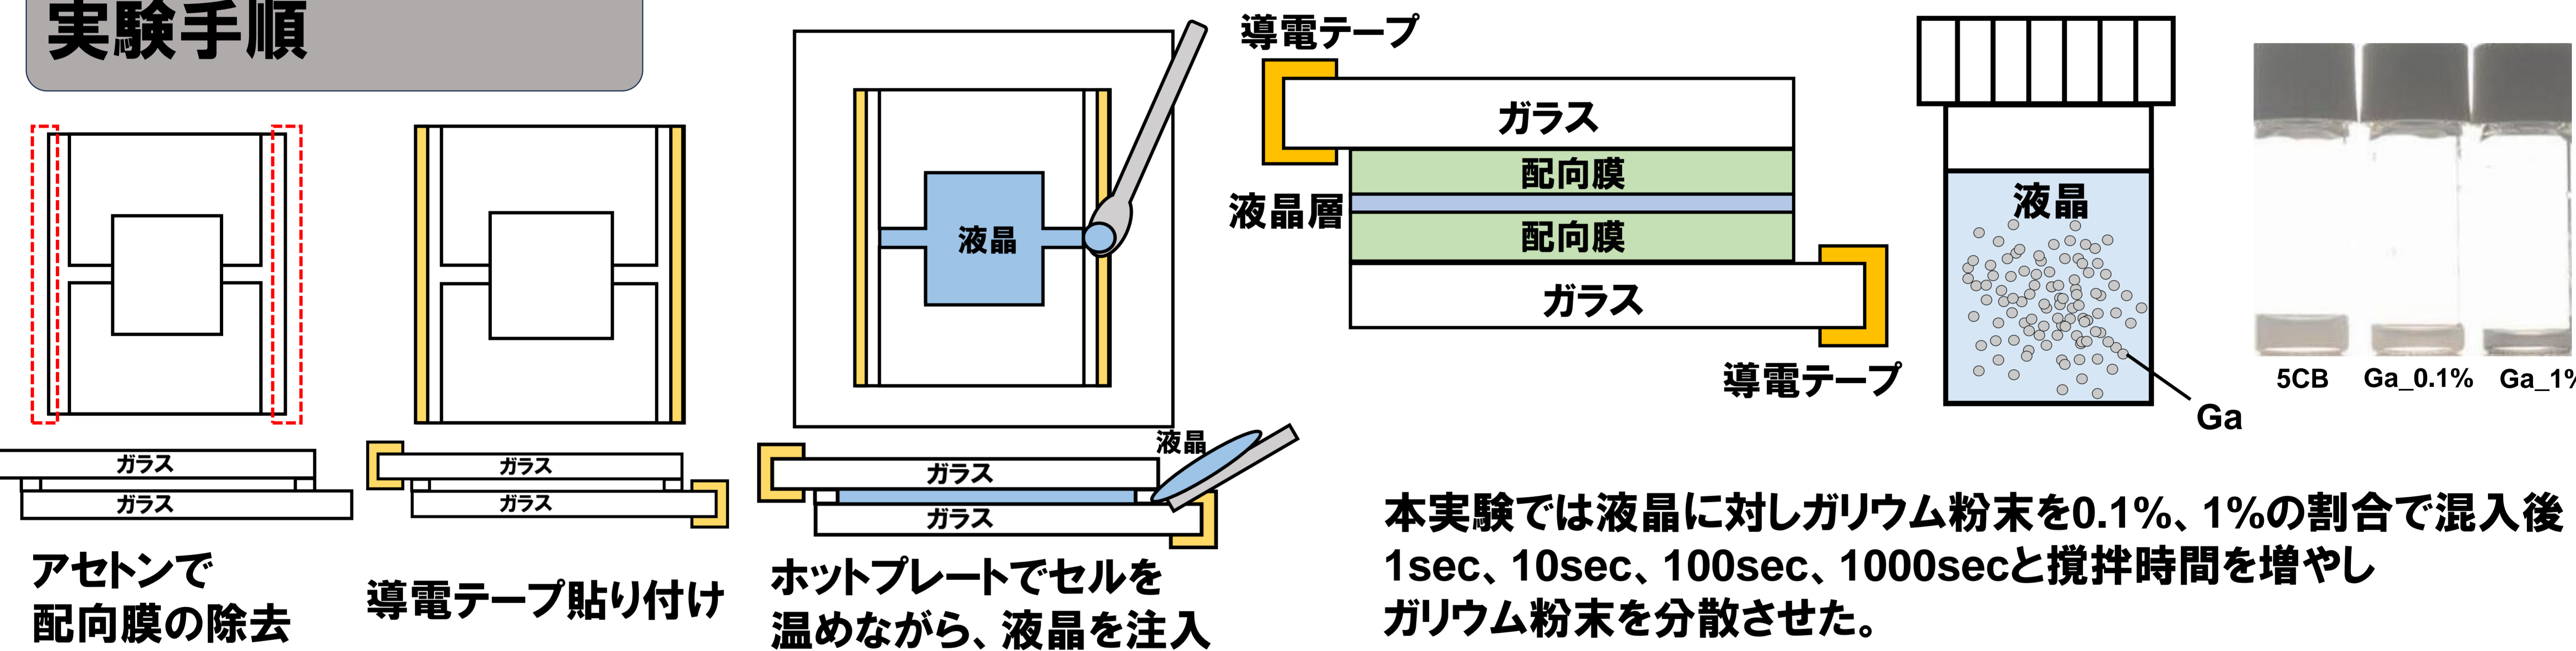 実験手順
ガラス
ガラス
アセトンで
配向膜の除去
ガラス
ガラス
導電テープ貼り付け
液晶
液晶
ガラス
ガラス
ホットプレートでセルを
温めながら、液晶を注入
導電テープ
ガラス
配向膜
液晶層
配向膜
ガラス
導電テープ
液晶
Ga
5CB
Ga_0.1%
Ga_1%
本実験では液晶に対しガリウム粉末を0.1%、1%の割合で混入後
1sec、10sec、100sec、1000secと撹拌時間を増やし
ガリウム粉末を分散させた。